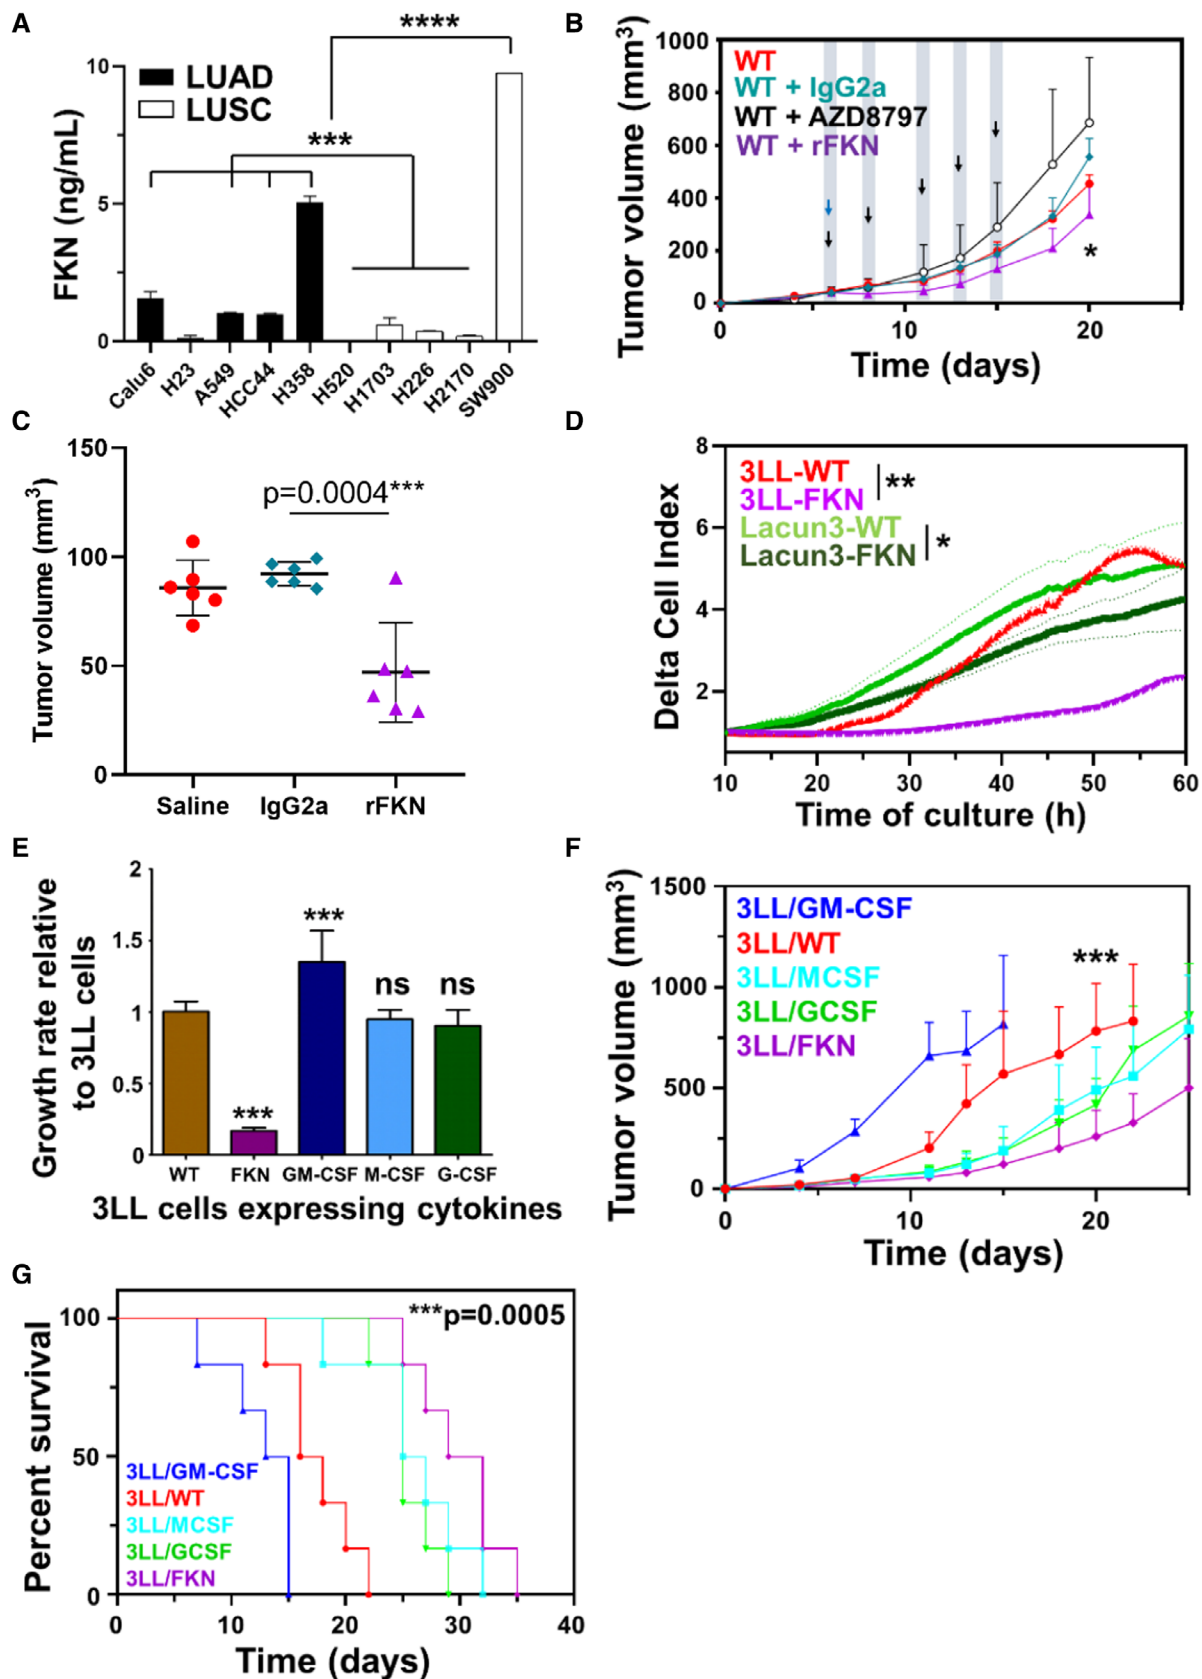 A
****
10
LUAD
LUSC
***
5
0
FKN (ng/mL)
Calu6
H23
A549
HCC44
H358
H520
H1703
H226
H2170
SW900
B
1000
800
600
400
200
0
Tumor volume (mm3)
WT
WT + IgG2a
WT + AZD8797
WT + rFKN
*
0
10
20
Time (days)
C
150
100
50
0
Tumor volume (mm3)
p=0.0004***
Saline
IgG2a
rFKN
D
8
6
4
2
Delta Cell Index
3LL-WT
3LL-FKN
**
Lacun3-WT
Lacun3-FKN
*
10
20
30
40
50
60
Time of culture (h)
E
2
1.5
1
0.5
0
Growth rate relative
to 3LL cells
***
***
ns
ns
WT
FKN
GM-CSF
M-CSF
G-CSF
3LL cells expressing cytokines
F
1500
1000
500
0
Tumor volume (mm3)
3LL/GM-CSF
3LL/WT
3LL/MCSF
3LL/GCSF
3LL/FKN
***
0
10
20
Time (days)
G
100
50
0
Percent survival
***p=0.0005
3LL/GM-CSF
3LL/WT
3LL/MCSF
3LL/GCSF
3LL/FKN
0
10
20
30
40
Time (days)